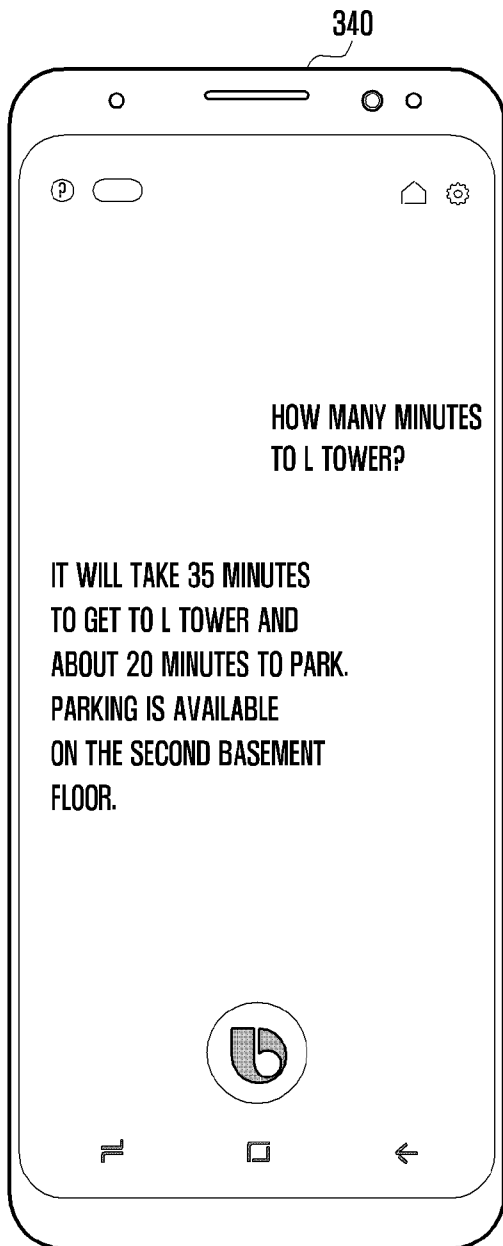 340
?
HOW MANY MINUTES
TO L TOWER?
IT WILL TAKE 35 MINUTES
TO GET TO L TOWER AND
ABOUT 20 MINUTES TO PARK.
PARKING IS AVAILABLE
ON THE SECOND BASEMENT
FLOOR.
b